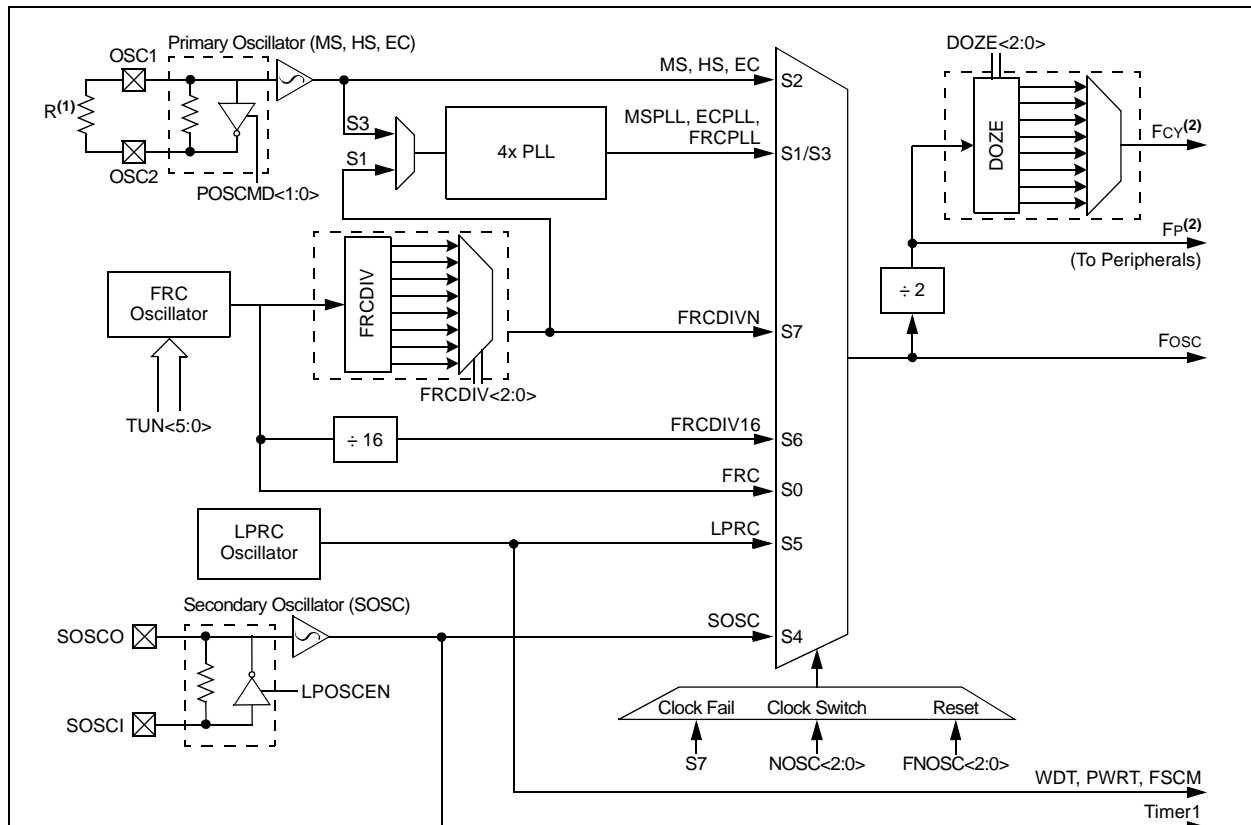 Primary Oscillator (MS, HS, EC)
OSC1
R(1)
OSC2
POSCMD<1:0>
MS, HS, EC
S2
S3
S1
4x PLL
MSPLL, ECPLL,
FRCPLL
S1/S3
DOZE<2:0>
DOZE
FCY(2)
FP(2)
(To Peripherals)
÷ 2
FRC
Oscillator
TUN<5:0>
FRCDIV
FRCDIV<2:0>
FRCDIVN
S7
FOSC
÷ 16
FRCDIV16
S6
FRC
S0
LPRC
Oscillator
LPRC
S5
Secondary Oscillator (SOSC)
SOSCO
SOSC
S4
LPOSCEN
SOSCI
Clock Fail
Clock Switch
Reset
S7
NOSC<2:0>
FNOSC<2:0>
WDT, PWRT, FSCM
Timer1